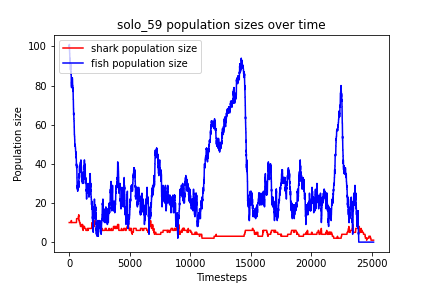 solo_59 population sizes over time
shark population size
fish population size
Population size
100
80
60
40
20
0
0
5000
10000
15000
20000
25000
Timesteps